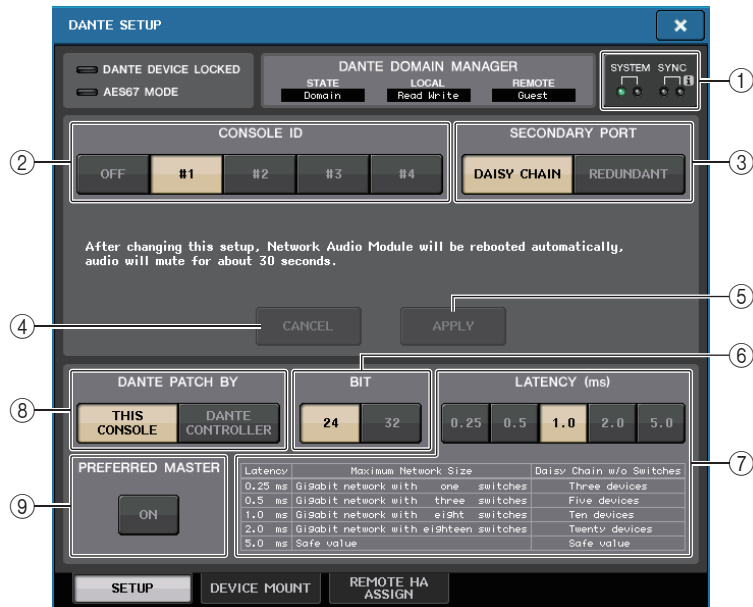 DANTE SETUP
×
DANTE DEVICE LOCKED
AES67 MODE
DANTE DOMAIN MANAGER
STATE LOCAL REMOTE
Domain Read Write Guest
SYSTEM SYNC
i
①
②
CONSOLE ID
OFF #1 #2 #3 #4
SECONDARY PORT
DAISY CHAIN REDUNDANT
③
After changing this setup, Network Audio Module will be rebooted automatically,
audio will mute for about 30 seconds.
④
CANCEL
APPLY
⑤
⑥
⑧
DANTE PATCH BY
THIS
CONSOLE
DANTE
CONTROLLER
BIT
24 32
LATENCY (ms)
0.25 0.5 1.0 2.0 5.0
⑦
⑨
PREFERRED MASTER
ON
Latency Maximum Network Size Daisy Chain w/o Switches
0.25 ms Gigabit network with one switches Three devices
0.5 ms Gigabit network with three switches Five devices
1.0 ms Gigabit network with eight switches Ten devices
2.0 ms Gigabit network with eighteen switches Twenty devices
5.0 ms Safe value Safe value
SETUP
DEVICE MOUNT
REMOTE HA
ASSIGN